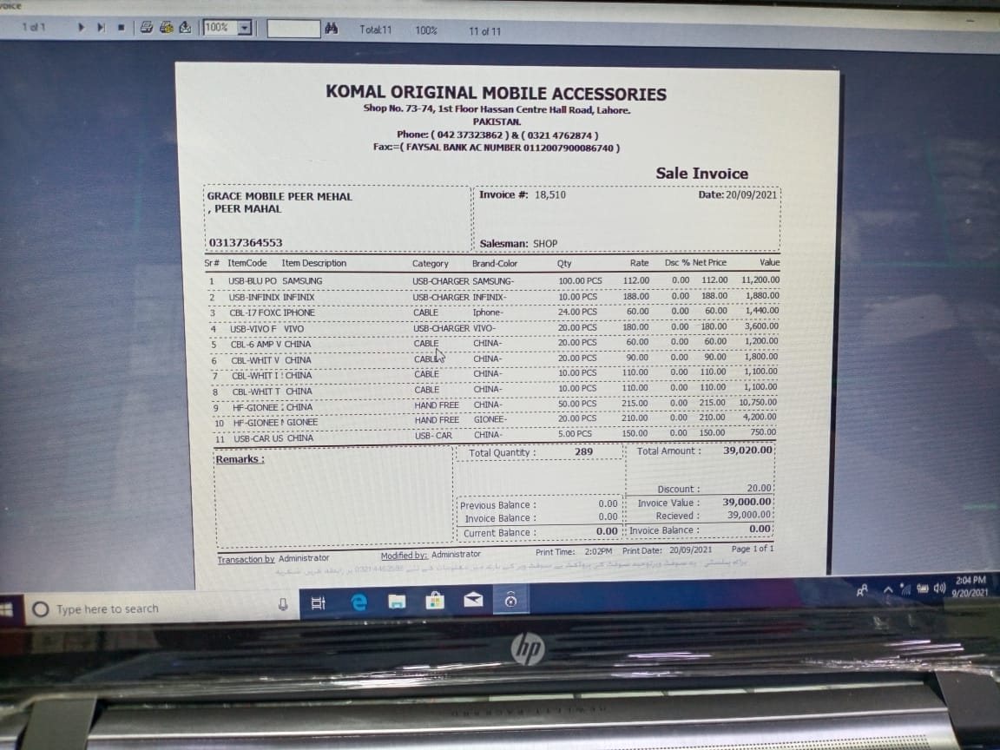 voice
1 of 1 100% Total:11 100% 11 of 11
KOMAL ORIGINAL MOBILE ACCESSORIES
Shop No. 73-74, 1st Floor Hassan Centre Hall Road, Lahore.
PAKISTAN.
Phone: ( 042 37323862 ) & ( 0321 4762874 )
Fax:=( FAYSAL BANK AC NUMBER 0112007900086740 )
Sale Invoice
GRACE MOBILE PEER MEHAL
, PEER MAHAL
03137364553
Invoice #: 18,510 Date: 20/09/2021
Salesman: SHOP
Sr# ItemCode Item Description Category Brand-Color Qty Rate Dsc % Net Price Value
1 USB-BLU PO SAMSUNG USB-CHARGER SAMSUNG- 100.00 PCS 112.00 0.00 112.00 11,200.00
2 USB-INFINIX INFINIX USB-CHARGER INFINIX- 10.00 PCS 188.00 0.00 188.00 1,880.00
3 CBL-I7 FOXC IPHONE CABLE Iphone- 24.00 PCS 60.00 0.00 60.00 1,440.00
4 USB-VIVO F VIVO USB-CHARGER VIVO- 20.00 PCS 180.00 0.00 180.00 3,600.00
5 CBL-6 AMP V CHINA CABLE CHINA- 20.00 PCS 60.00 0.00 60.00 1,200.00
6 CBL-WHIT V CHINA CABLE CHINA- 20.00 PCS 90.00 0.00 90.00 1,800.00
7 CBL-WHIT I CHINA CABLE CHINA- 10.00 PCS 110.00 0.00 110.00 1,100.00
8 CBL-WHIT T CHINA CABLE CHINA- 10.00 PCS 110.00 0.00 110.00 1,100.00
9 HF-GIONEE CHINA HAND FREE CHINA- 50.00 PCS 215.00 0.00 215.00 10,750.00
10 HF-GIONEE GIONEE HAND FREE GIONEE- 20.00 PCS 210.00 0.00 210.00 4,200.00
11 USB-CAR US CHINA USB- CAR CHINA- 5.00 PCS 150.00 0.00 150.00 750.00
Remarks :
Total Quantity : 289 Total Amount : 39,020.00
Discount : 20.00
Previous Balance : 0.00 Invoice Value : 39,000.00
Invoice Balance : 0.00 Recieved : 39,000.00
Current Balance : 0.00 Invoice Balance : 0.00
Transaction by Administrator Modified by: Administrator Print Time: 2:02PM Print Date: 20/09/2021 Page 1 of 1
Type here to search
2:04 PM
9/20/2021
hp